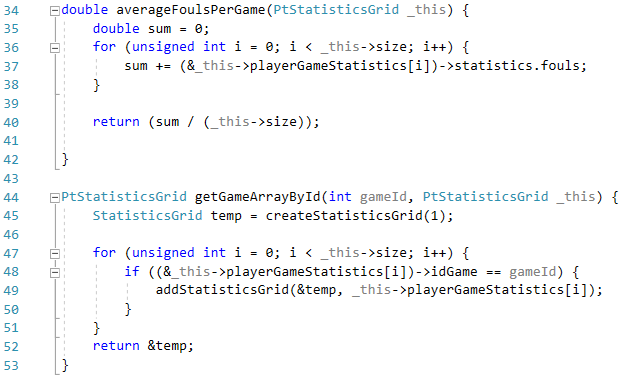 34 double averageFoulsPerGame(PtStatisticsGrid _this) {
35     double sum = 0;
36     for (unsigned int i = 0; i < _this->size; i++) {
37         sum += (&_this->playerGameStatistics[i])->statistics.fouls;
38     }
39
40     return (sum / (_this->size));
41
42 }
43
44 PtStatisticsGrid getGameArrayById(int gameId, PtStatisticsGrid _this) {
45     StatisticsGrid temp = createStatisticsGrid(1);
46
47     for (unsigned int i = 0; i < _this->size; i++) {
48         if ((&_this->playerGameStatistics[i])->idGame == gameId) {
49             addStatisticsGrid(&temp, _this->playerGameStatistics[i]);
50         }
51     }
52     return &temp;
53 }